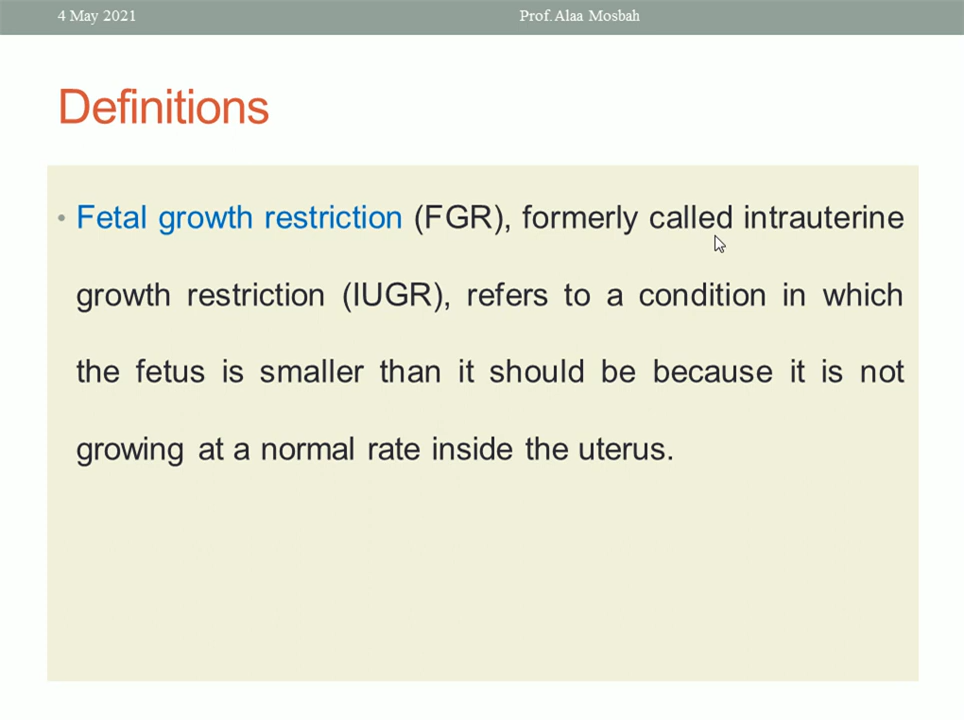 4 May 2021
Prof.Alaa Mosbah
Definitions
• Fetal growth restriction (FGR), formerly called intrauterine
growth restriction (IUGR), refers to a condition in which
the fetus is smaller than it should be because it is not
growing at a normal rate inside the uterus.